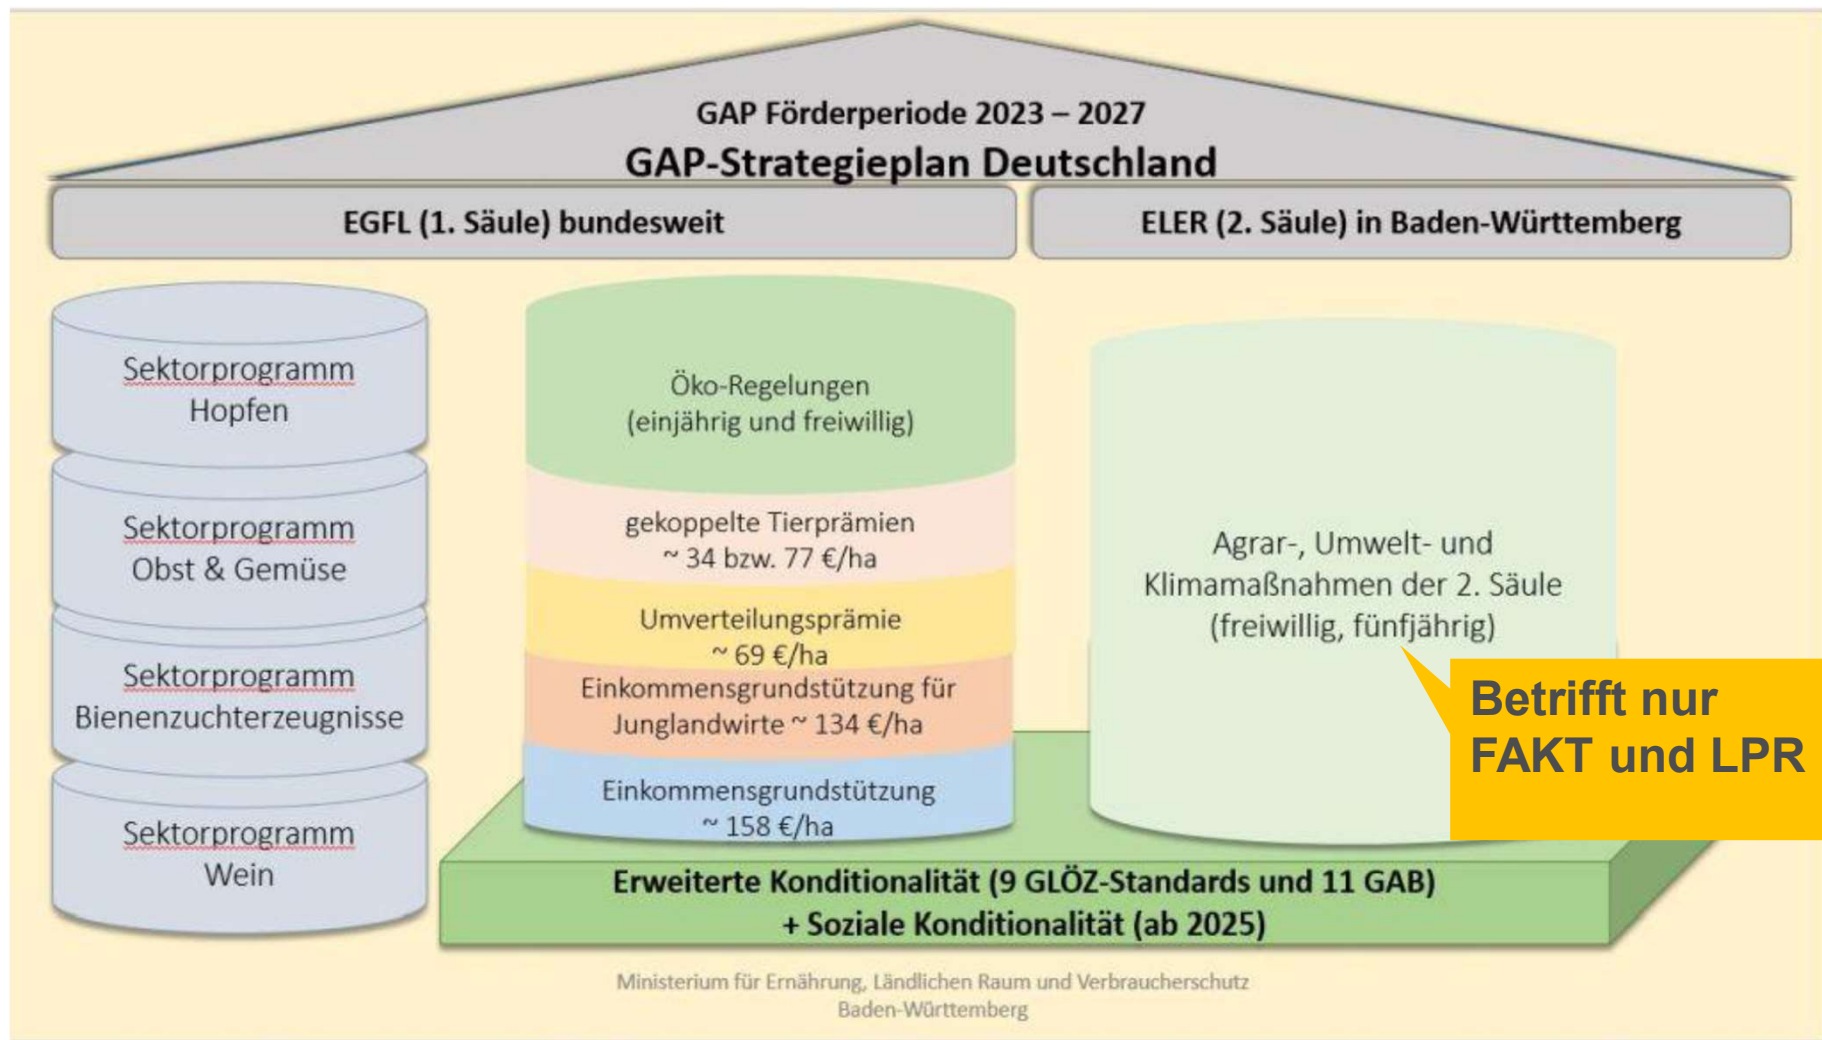 GAP Förderperiode 2023 – 2027
GAP-Strategieplan Deutschland
EGFL (1. Säule) bundesweit
ELER (2. Säule) in Baden-Württemberg
Sektorprogramm
Hopfen
Sektorprogramm
Obst & Gemüse
Sektorprogramm
Bienenzuchterzeugnisse
Sektorprogramm
Wein
Öko-Regelungen
(einjährig und freiwillig)
gekoppelte Tierprämien
~ 34 bzw. 77 €/ha
Umverteilungsprämie
~ 69 €/ha
Einkommensgrundstützung für
Junglandwirte ~ 134 €/ha
Einkommensgrundstützung
~ 158 €/ha
Agrar-, Umwelt- und
Klimamaßnahmen der 2. Säule
(freiwillig, fünfjährig)
Betrifft nur
FAKT und LPR
Erweiterte Konditionalität (9 GLÖZ-Standards und 11 GAB)
+ Soziale Konditionalität (ab 2025)
Ministerium für Ernährung, Ländlichen Raum und Verbraucherschutz
Baden-Württemberg